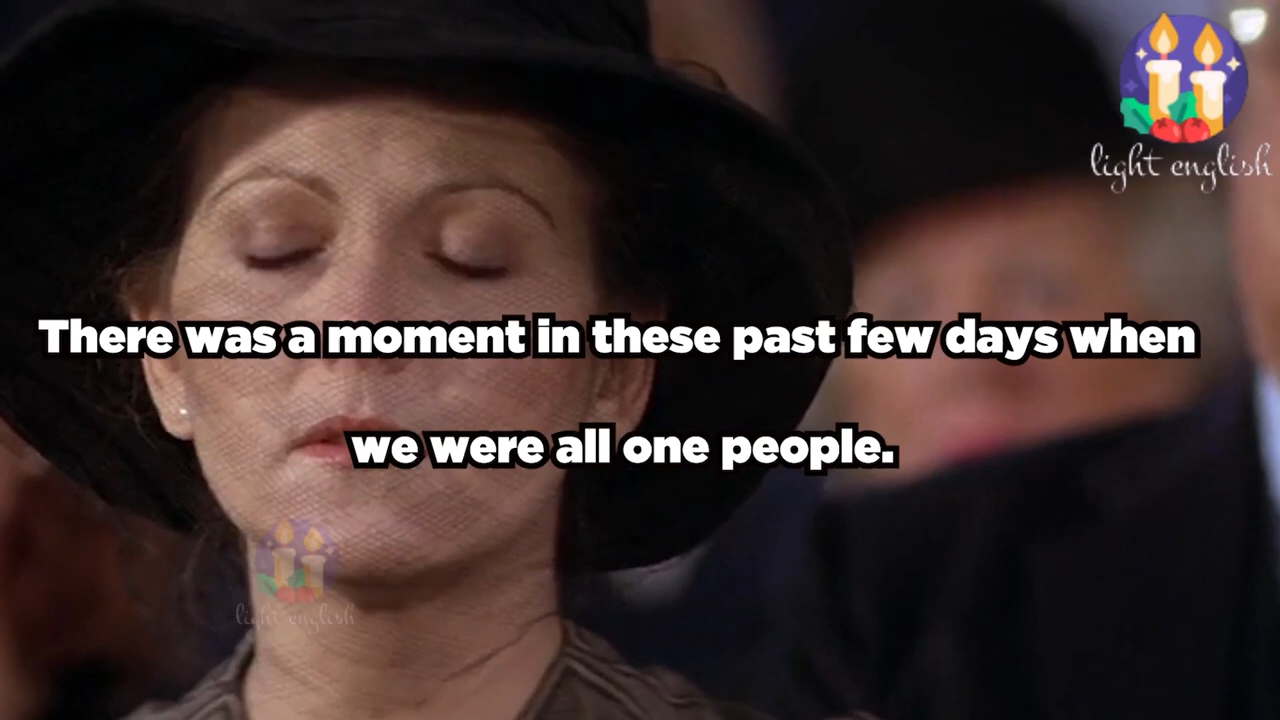 light english
There was a moment in these past few days when
we were all one people.
light english